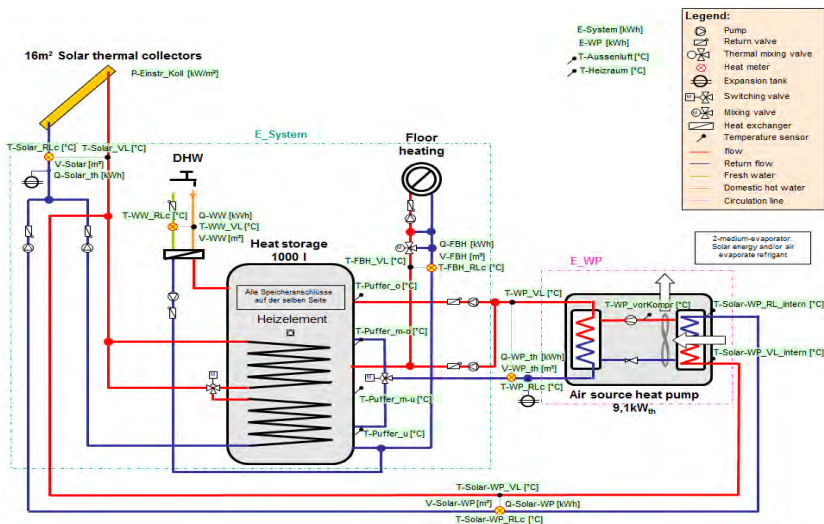 16m² Solar thermal collectors
P-Einstr_Koll [kW/m²]
E-System [kWh]
E-WP [kWh]
T-Aussenluft [°C]
T-Heizraum [°C]
Legend:
Pump
Return valve
Thermal mixing valve
Heat meter
Expansion tank
M
Switching valve
M
Mixing valve
Heat exchanger
Temperature sensor
flow
Return flow
Fresh water
Domestic hot water
Circulation line
T-Solar_RLc [°C]
T-Solar_VL [°C]
V-Solar [m³]
Q-Solar_th [kWh]
E_System
DHW
Floor
heating
T-WW_RLc [°C]
Q-WW [kWh]
T-WW_VL [°C]
V-WW [m³]
Heat storage
1000 l
Alle Speicheranschlüsse
auf der selben Seite
Heizelement
M
M
M
T-FBH_VL [°C]
Q-FBH [kWh]
V-FBH [m³]
T-FBH_RLc [°C]
T-Puffer_o [°C]
T-Puffer_m-o [°C]
T-Puffer_m-u [°C]
T-Puffer_u [°C]
2-medium-evaporator:
Solar energy and/or air
evaporate refrigant
E_WP
T-WP_VL [°C]
T-WP_vorKompr [°C]
T-Solar-WP_RL_intern [°C]
T-Solar-WP_VL_intern [°C]
Q-WP_th [kWh]
V-WP_th [m³]
T-WP_RLc [°C]
Air source heat pump
9,1kWth
T-Solar-WP_VL [°C]
V-Solar-WP [m³]
Q-Solar-WP [kWh]
T-Solar-WP_RLc [°C]